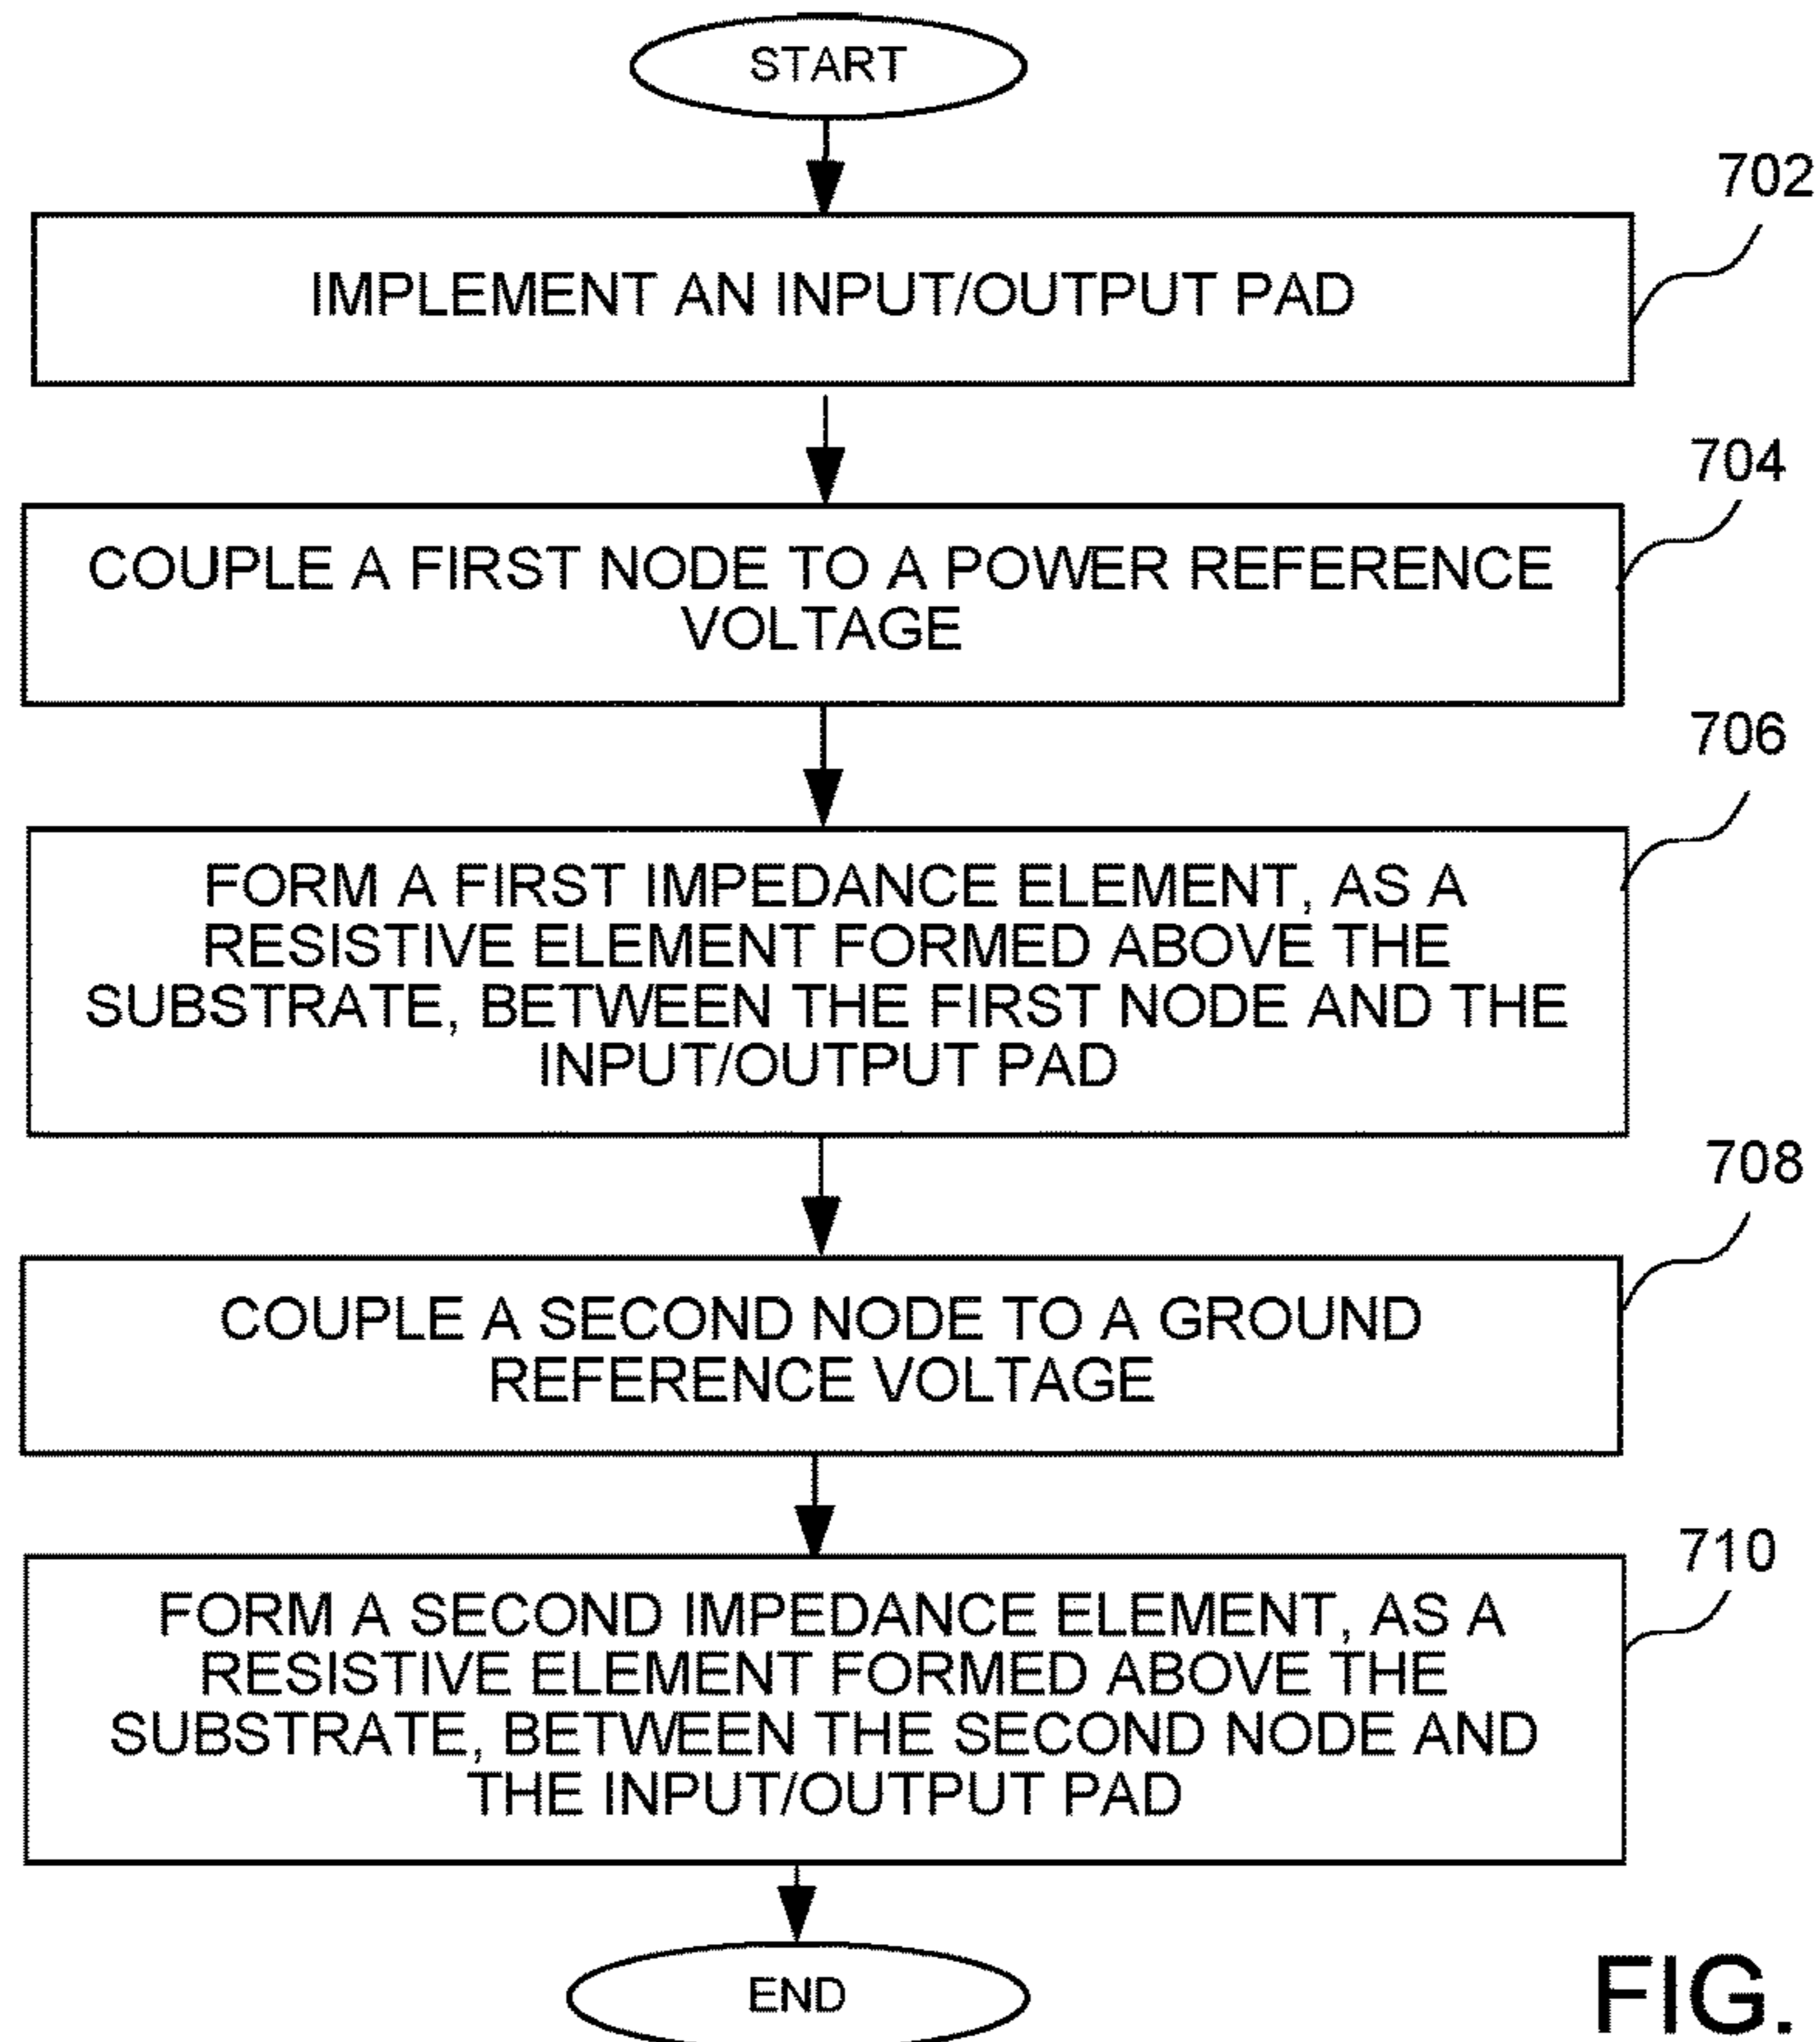 START
702
IMPLEMENT AN INPUT/OUTPUT PAD
704
COUPLE A FIRST NODE TO A POWER REFERENCE
VOLTAGE
706
FORM A FIRST IMPEDANCE ELEMENT, AS A
RESISTIVE ELEMENT FORMED ABOVE THE
SUBSTRATE, BETWEEN THE FIRST NODE AND THE
INPUT/OUTPUT PAD
708
COUPLE A SECOND NODE TO A GROUND
REFERENCE VOLTAGE
710
FORM A SECOND IMPEDANCE ELEMENT, AS A
RESISTIVE ELEMENT FORMED ABOVE THE
SUBSTRATE, BETWEEN THE SECOND NODE AND
THE INPUT/OUTPUT PAD
END
FIG.